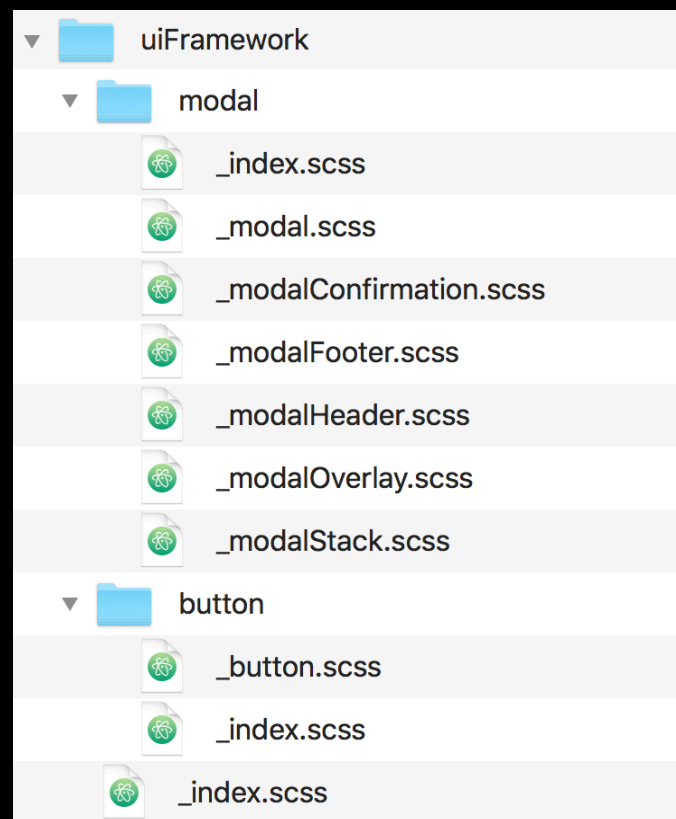 uiFramework
modal
_index.scss
_modal.scss
_modalConfirmation.scss
_modalFooter.scss
_modalHeader.scss
_modalOverlay.scss
_modalStack.scss
button
_button.scss
_index.scss
_index.scss